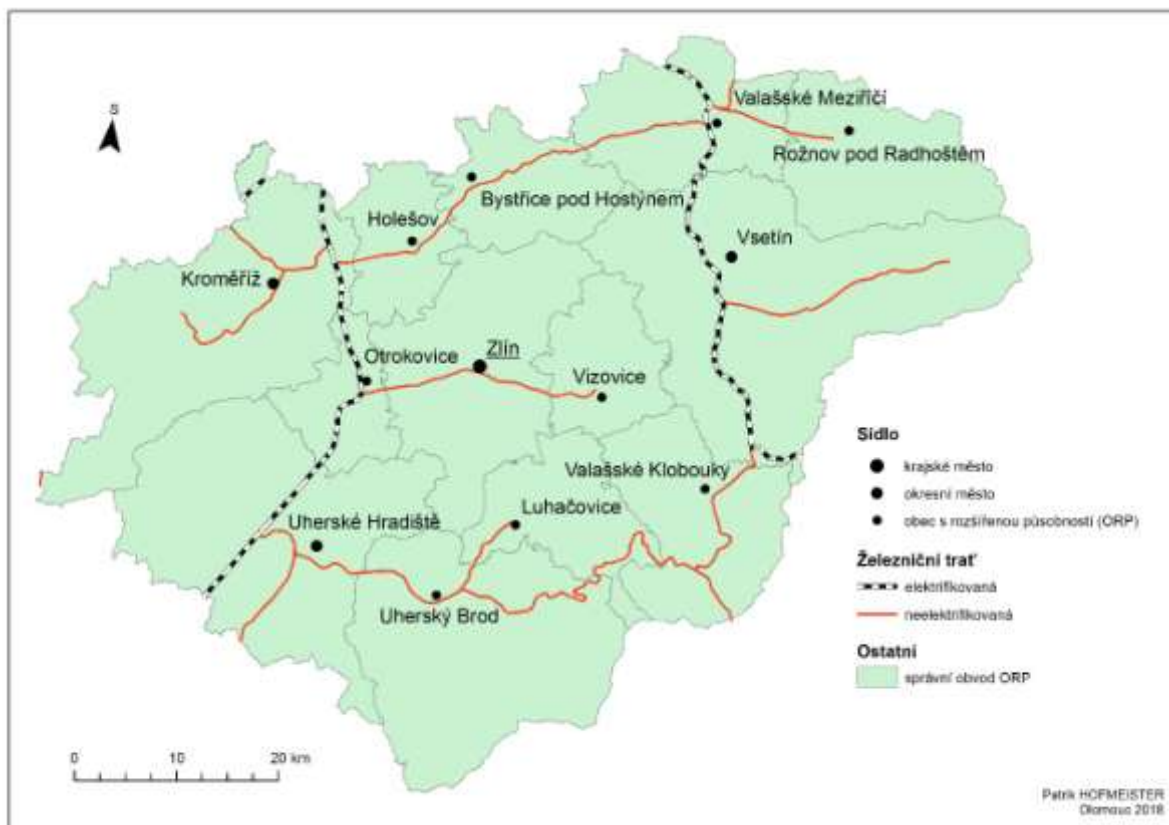 S
Valašské Meziříčí
Rožnov pod Radhoštěm
Bystřice pod Hostýnem
Holešov
Vsetín
Kroměříž
Otrokovice
Zlín
Vizovice
Valašské Klobouky
Luhačovice
Uherské Hradiště
Uherský Brod
Sídlo
krajské město
okresní město
obec s rozšířenou působností (ORP)
Železniční trať
elektrifikovaná
neelektrifikovaná
Ostatní
správní obvod ORP
0 10 20 km
Patrik HOFMEISTER
Olomouc 2018